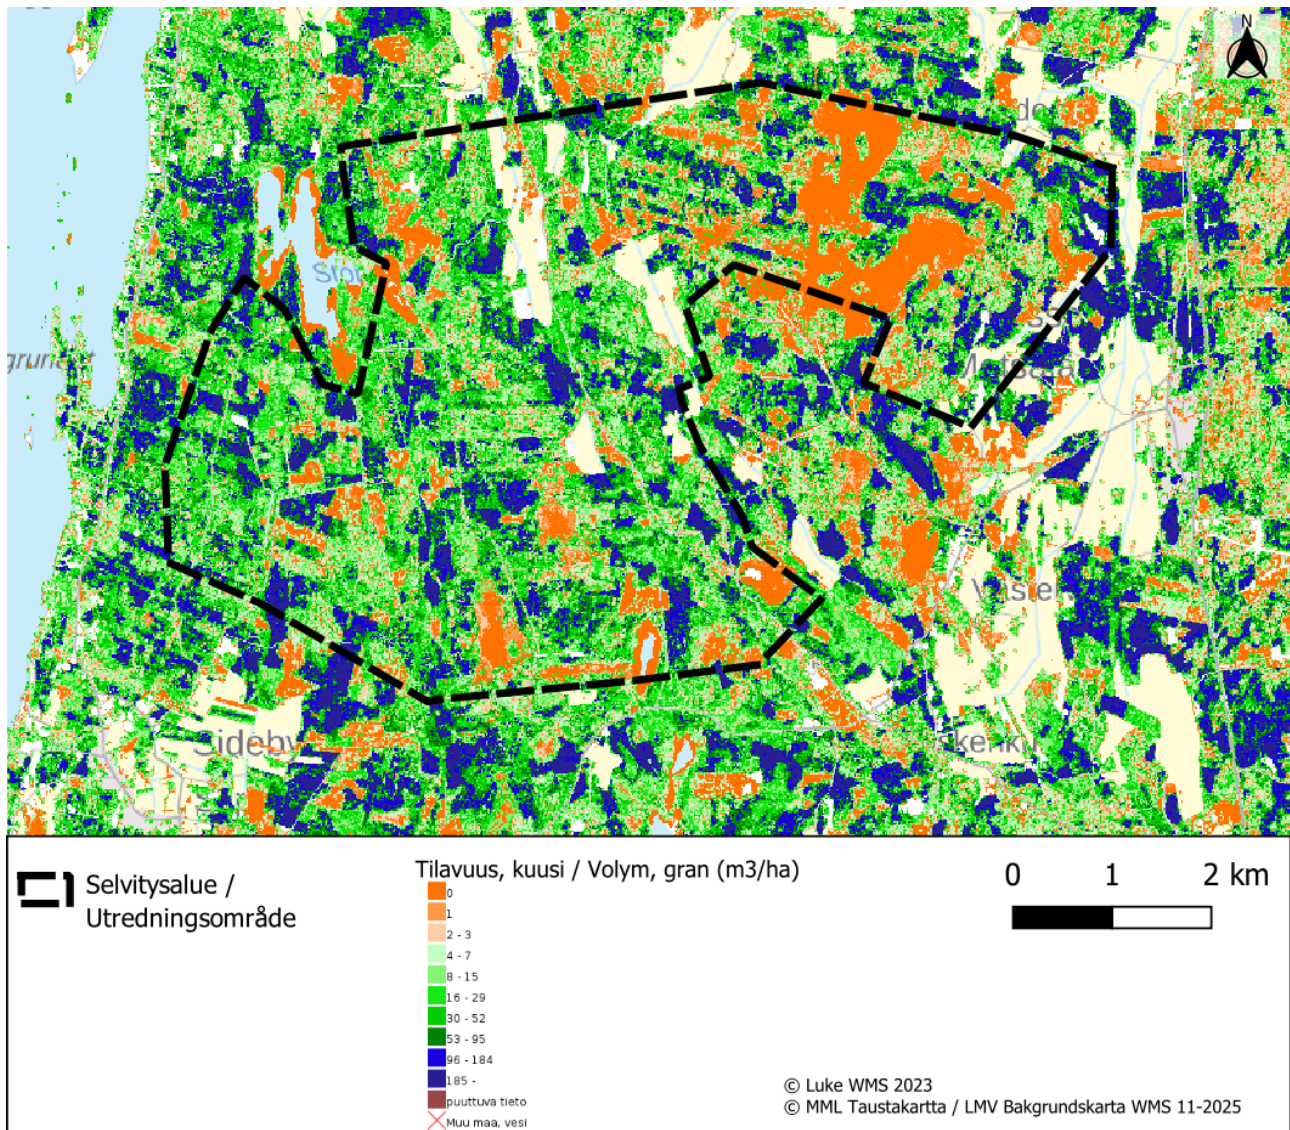 N
Stor
Sideby
Tilavuus, kuusi / Volym, gran (m3/ha)
0
1
2 - 3
4 - 7
8 - 15
16 - 29
30 - 52
53 - 95
96 - 184
185 -
puuttuva tieto
Muu maa, vesi
Selvitysalue /
Utredningsområde
0 1 2 km
© Luke WMS 2023
© MML Taustakartta / LMV Bakgrundskarta WMS 11-2025